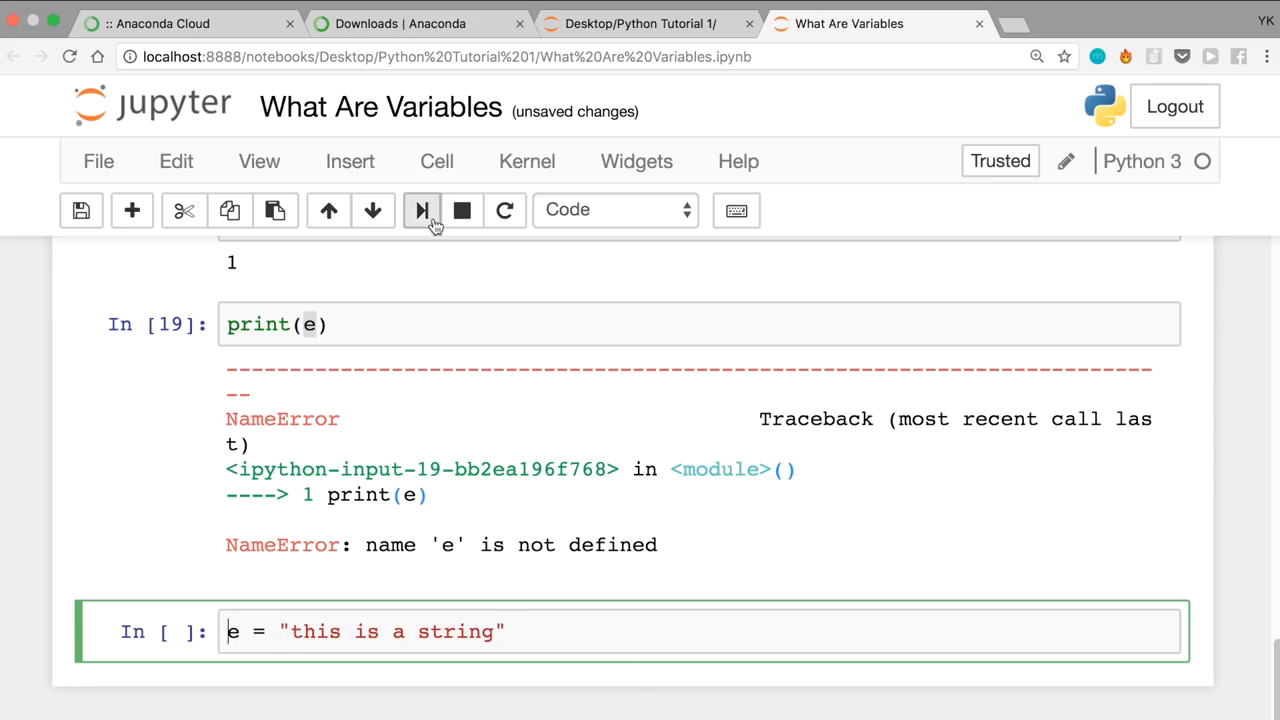 :: Anaconda Cloud × Downloads | Anaconda × Desktop/Python Tutorial 1/ × What Are Variables × YK
localhost:8888/notebooks/Desktop/Python%20Tutorial%201/What%20Are%20Variables.ipynb
jupyter What Are Variables (unsaved changes) Logout
File Edit View Insert Cell Kernel Widgets Help Trusted Python 3
Code
1
In [19]: print(e)
---------------------------------------------------------------------------
--
NameError Traceback (most recent call las
t)
<ipython-input-19-bb2ea196f768> in <module>()
----> 1 print(e)
NameError: name 'e' is not defined
In [ ]: e = "this is a string"